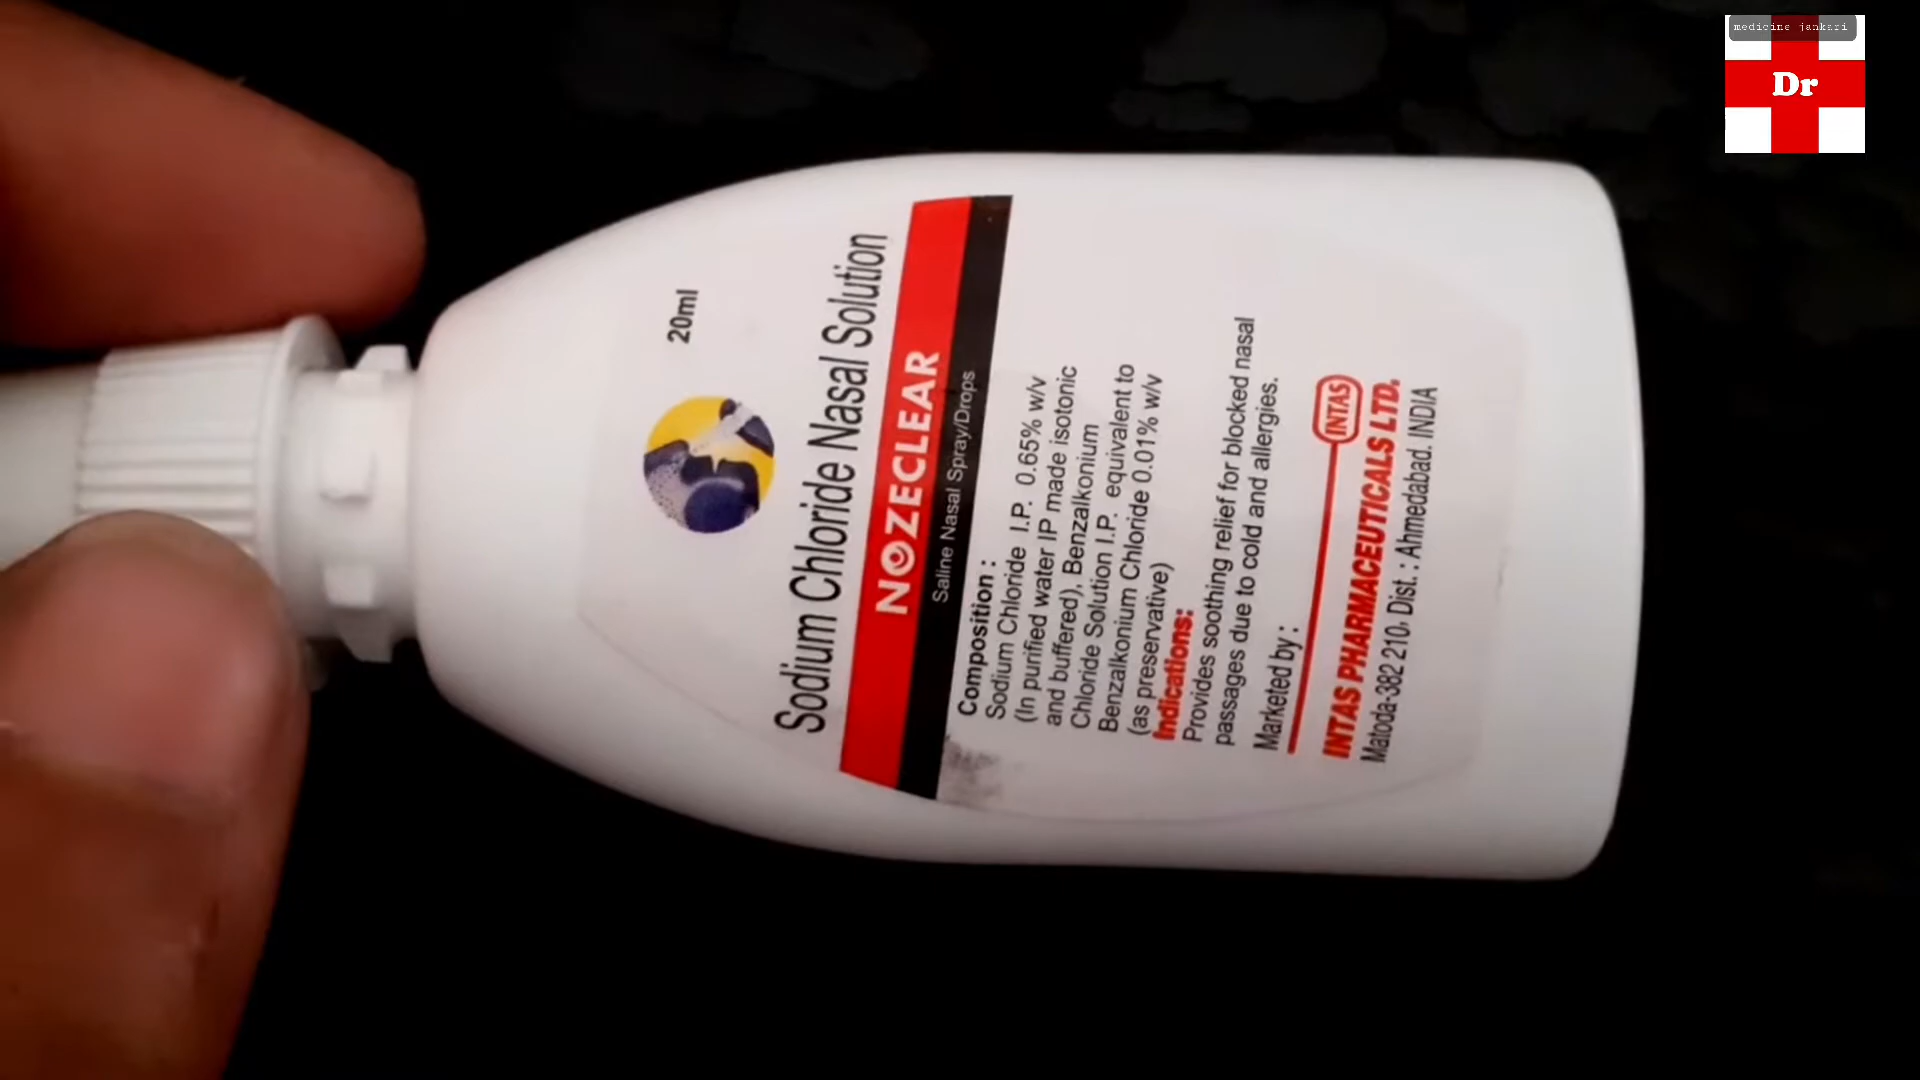 medicine jankari
Dr
20ml
Sodium Chloride Nasal Solution
NOZECLEAR
Saline Nasal Spray/Drops
Composition :
Sodium Chloride I.P. 0.65% w/v
(In purified water IP made isotonic
and buffered), Benzalkonium
Chloride Solution I.P. equivalent to
Benzalkonium Chloride 0.01% w/v
(as preservative)
Indications:
Provides soothing relief for blocked nasal
passages due to cold and allergies.
Marketed by :
INTAS
INTAS PHARMACEUTICALS LTD.
Matoda-382 210, Dist. : Ahmedabad. INDIA